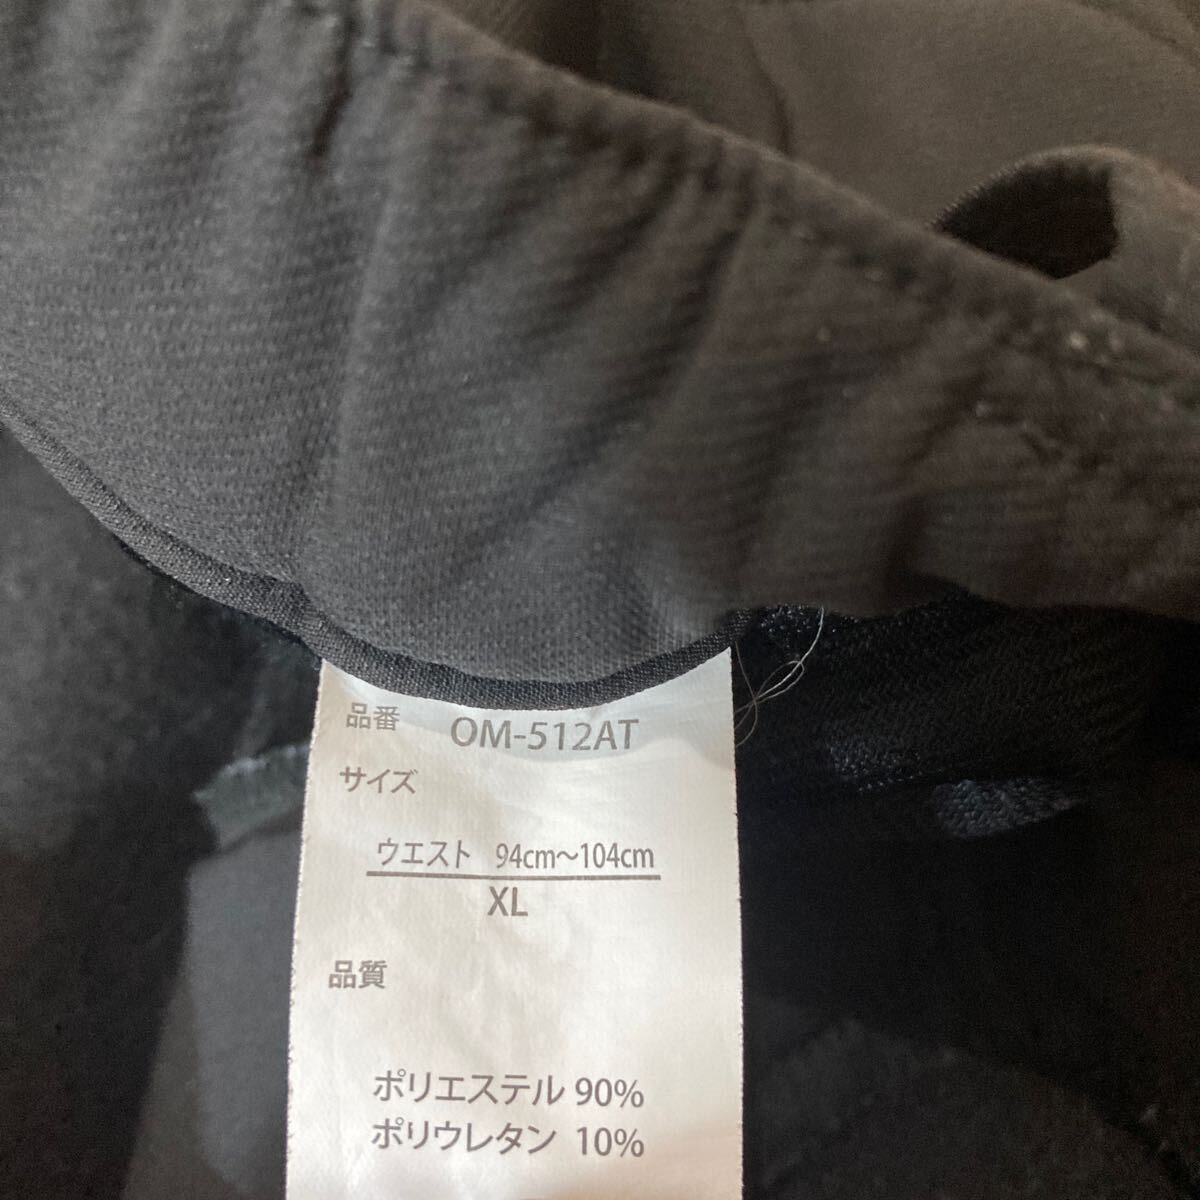 品番 OM-512AT
サイズ
ウエスト 94cm〜104cm
XL
品質
ポリエステル 90%
ポリウレタン 10%